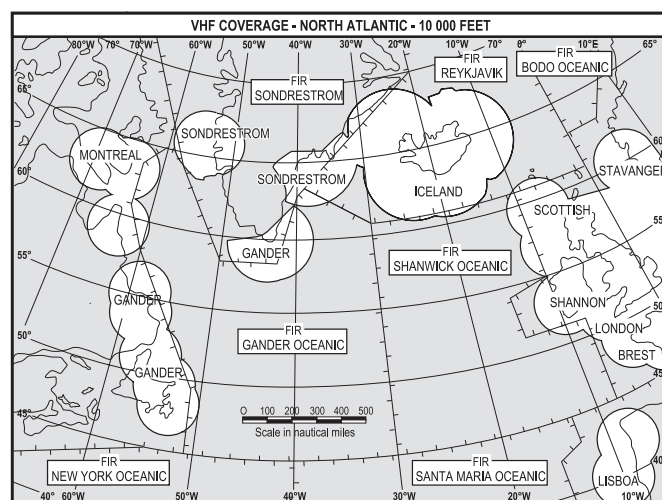 VHF COVERAGE - NORTH ATLANTIC - 10 000 FEET
80°W 70°W 60°W 50°W 40°W 30°W 20°W 10°W 0° 10°E 65°
FIR
REYKJAVIK
FIR
BODO OCEANIC
FIR
SONDRESTROM
65°
SONDRESTROM
60°
MONTREAL
STAVANGER
SONDRESTROM
60°
ICELAND
SCOTTISH
55°
GANDER
FIR
SHANWICK OCEANIC
55°
GANDER
SHANNON
50°
LONDON
FIR
GANDER OCEANIC
50°
BREST
GANDER
45°
45°
0 100 200 300 400 500
Scale in nautical miles
FIR
NEW YORK OCEANIC
FIR
SANTA MARIA OCEANIC
40°
LISBOA
40° 60°W 50°W 40°W 30°W 20°W 10°W